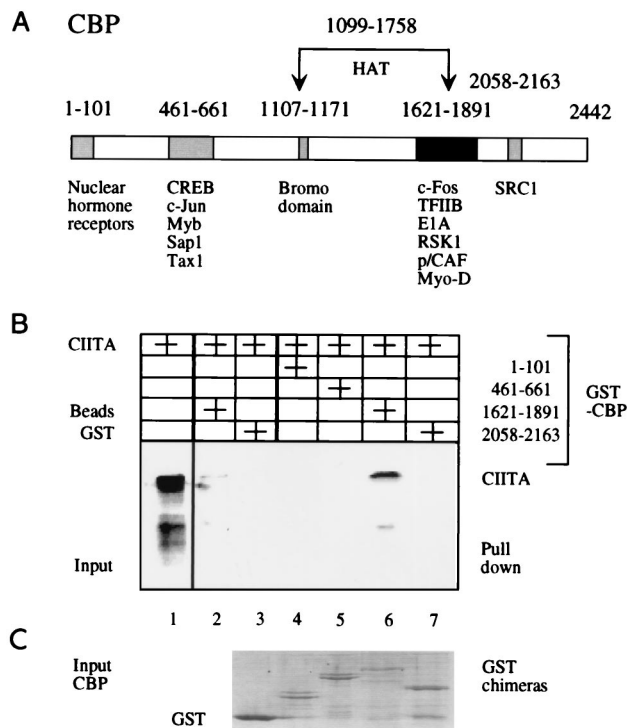 A
CBP
1099-1758
HAT
2058-2163
1-101
461-661
1107-1171
1621-1891
2442
Nuclear
hormone
receptors
CREB
c-Jun
Myb
Sap1
Tax1
Bromo
domain
c-Fos
TFIIB
E1A
RSK1
p/CAF
Myo-D
SRC1
B
CIITA + + + + + + +
+ 1-101
+ 461-661
Beads + + 1621-1891
GST + + 2058-2163
GST
-CBP
CIITA
Input
Pull
down
1 2 3 4 5 6 7
C
Input
CBP
GST
chimeras
GST